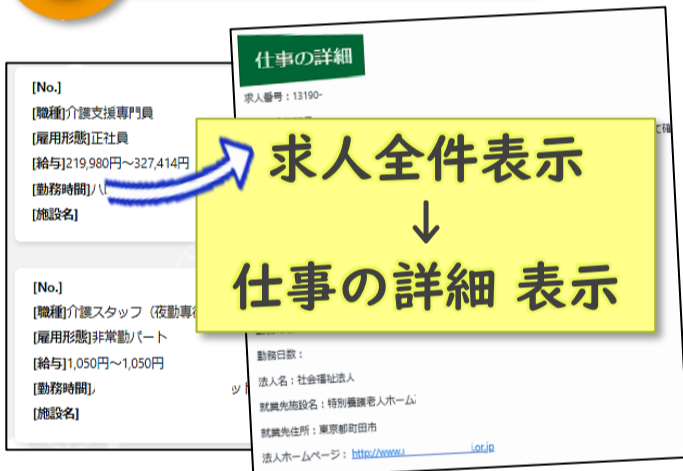 [No.]
[職種]介護支援専門員
[雇用形態]正社員
[給与]219,980円～327,414円
[勤務時間]ハ
[施設名]
[No.]
[職種]介護スタッフ（夜勤専
[雇用形態]非常勤パート
[給与]1,050円～1,050円
[勤務時間]
ット
[施設名]
仕事の詳細
求人番号：13190-
求人全件表示
↓
仕事の詳細 表示
勤務日数：
法人名：社会福祉法人
就業先施設名：特別養護老人ホーム
就業先住所：東京都町田市
法人ホームページ： http://www. .or.jp